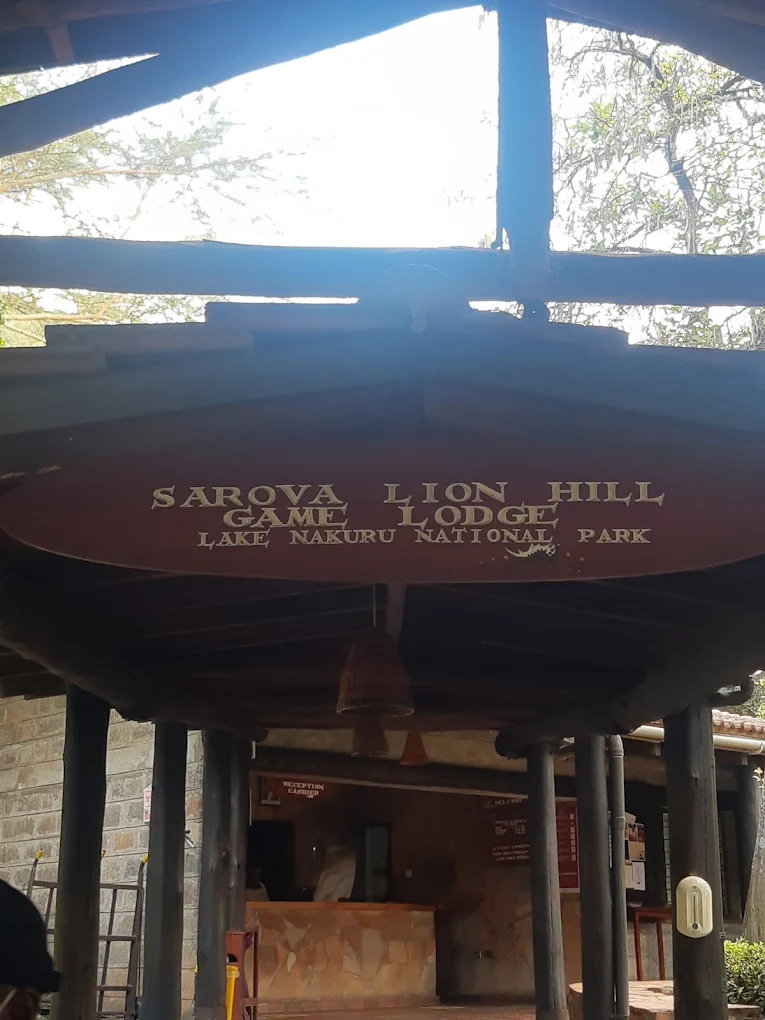 SAROVA LION HILL
GAME LODGE
LAKE NAKURU NATIONAL PARK
RECEPTION
CASHIER